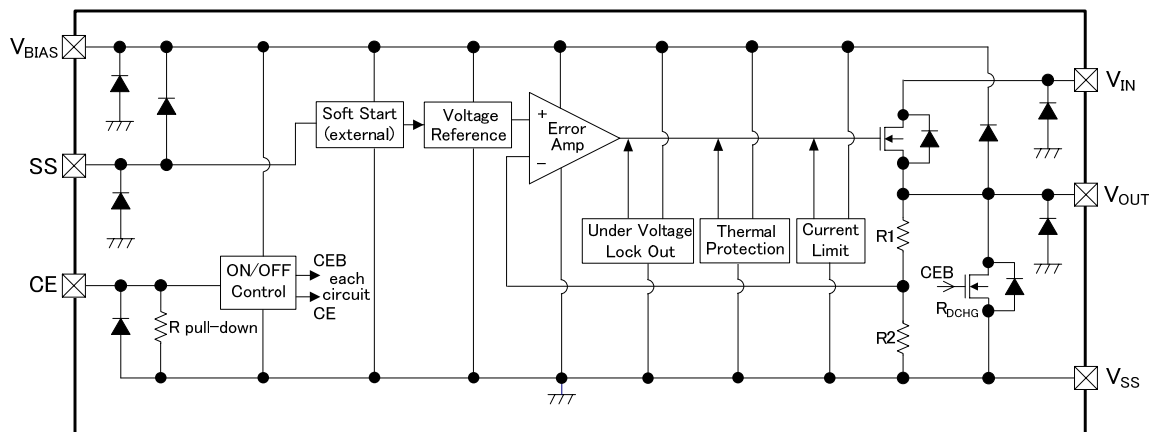 VBIAS
VIN
Soft Start
(external)
Voltage
Reference
+
Error
Amp
−
SS
VOUT
Under Voltage
Lock Out
Thermal
Protection
Current
Limit
R1
CE
ON/OFF
Control
CEB
each
circuit
CE
CEB
RDCHG
R pull-down
R2
VSS